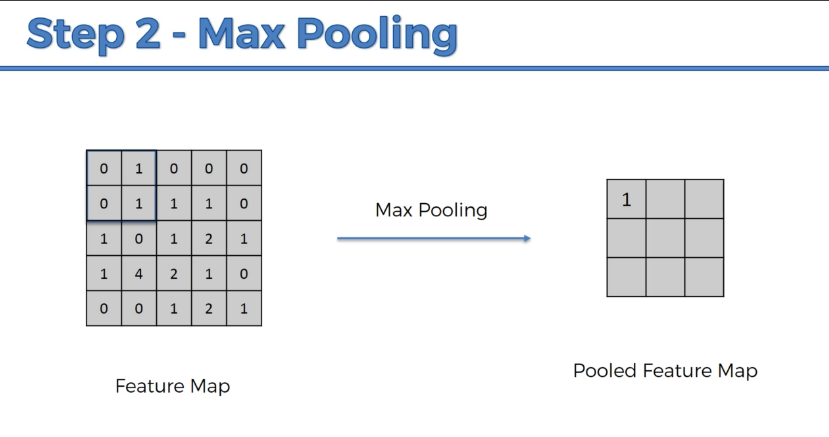 Step 2 - Max Pooling
0 1 0 0 0
0 1 1 1 0
1 0 1 2 1
1 4 2 1 0
0 0 1 2 1
Feature Map
Max Pooling
1
Pooled Feature Map